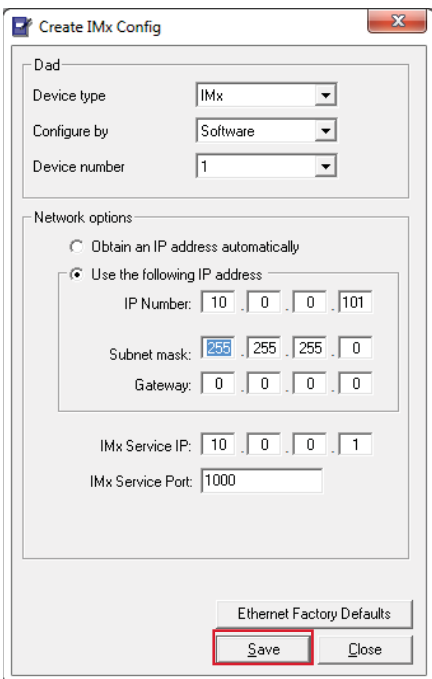 Create IMx Config
Dad
Device type IMx
Configure by Software
Device number 1
Network options
Obtain an IP address automatically
Use the following IP address
IP Number: 10 . 0 . 0 . 101
Subnet mask: 255 . 255 . 255 . 0
Gateway: 0 . 0 . 0 . 0
IMx Service IP: 10 . 0 . 0 . 1
IMx Service Port: 1000
Ethernet Factory Defaults
Save Close